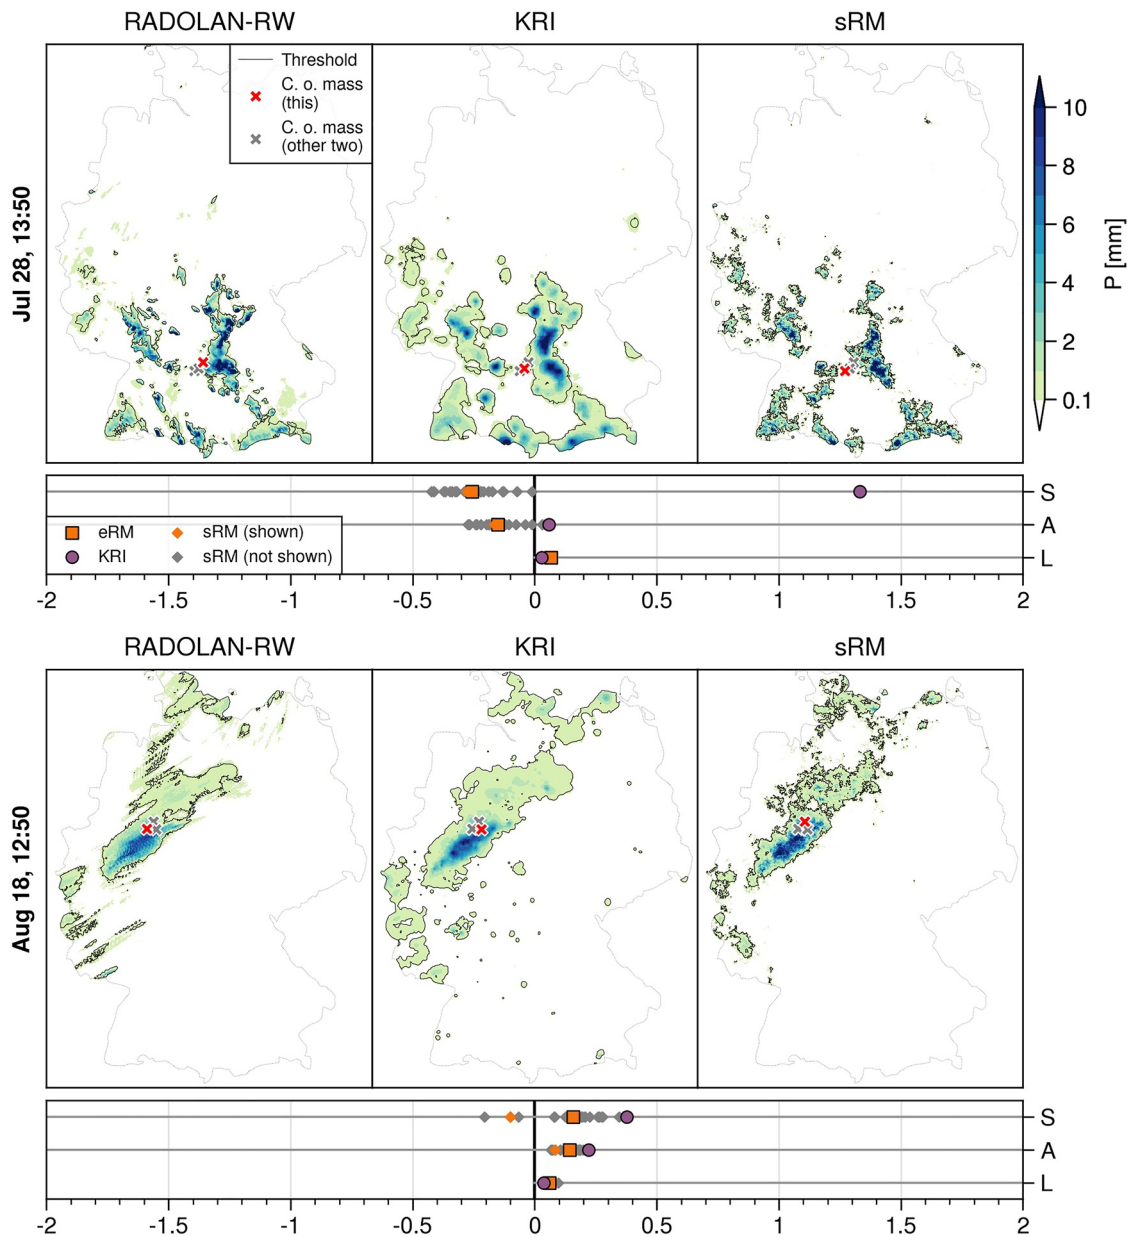 RADOLAN-RW KRI sRM
Threshold
C. o. mass
(this)
C. o. mass
(other two)
Jul 28, 13:50
10
8
6
4
2
0.1
P [mm]
S
A
L
eRM
sRM (shown)
KRI
sRM (not shown)
-2 -1.5 -1 -0.5 0 0.5 1 1.5 2
RADOLAN-RW KRI sRM
Aug 18, 12:50
S
A
L
-2 -1.5 -1 -0.5 0 0.5 1 1.5 2